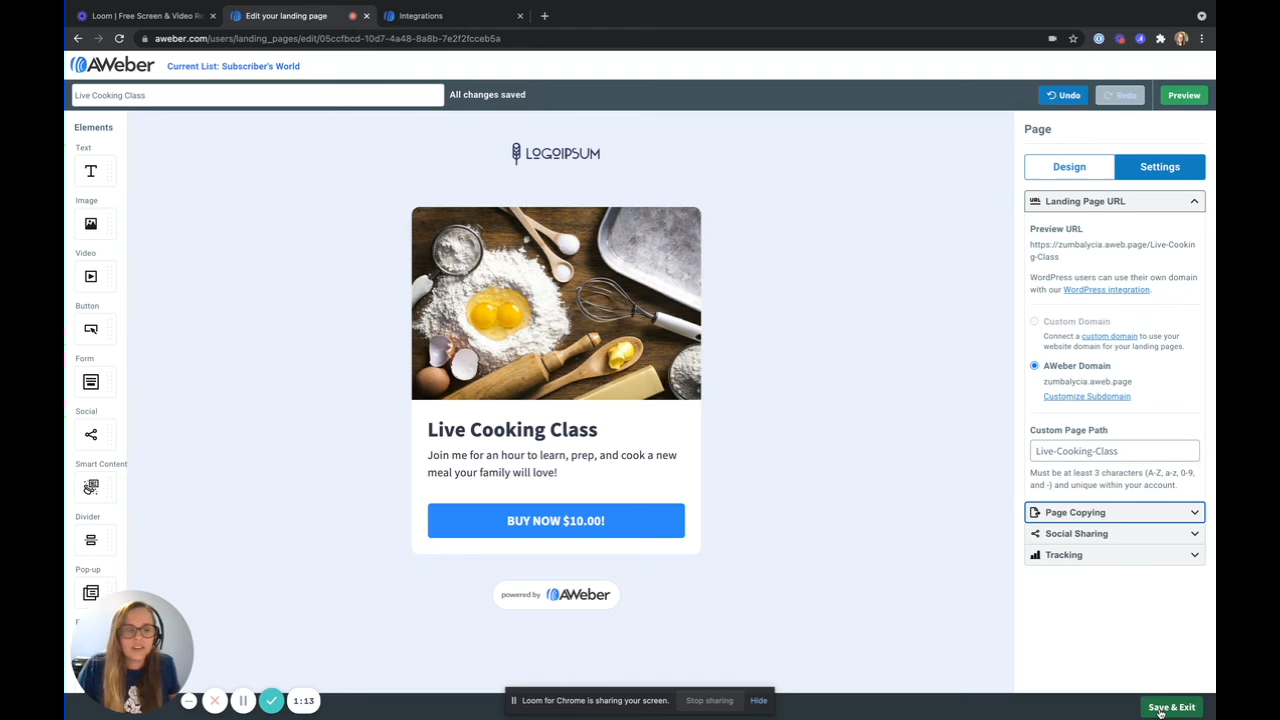 Loom | Free Screen & Video Re
Edit your landing page
Integrations
aweber.com/users/landing_pages/edit/05ccfbcd-10d7-4a48-8a8b-7e2f2fcceb5a
AWeber
Current List: Subscriber's World
Live Cooking Class
All changes saved
Undo
Redo
Preview
Elements
Text
Image
Video
Button
Form
Social
Smart Content
Divider
Pop-up
LOGOIPSUM
Live Cooking Class
Join me for an hour to learn, prep, and cook a new
meal your family will love!
BUY NOW $10.00!
powered by AWeber
Page
Design
Settings
URL Landing Page URL
Preview URL
https://zumbalycia.aweb.page/Live-Cookin
g-Class
WordPress users can use their own domain
with our WordPress integration.
Custom Domain
Connect a custom domain to use your
website domain for your landing pages.
AWeber Domain
zumbalycia.aweb.page
Customize Subdomain
Custom Page Path
Live-Cooking-Class
Must be at least 3 characters (A-Z, a-z, 0-9,
and -) and unique within your account.
Page Copying
Social Sharing
Tracking
1:13
Loom for Chrome is sharing your screen.
Stop sharing
Hide
Save & Exit